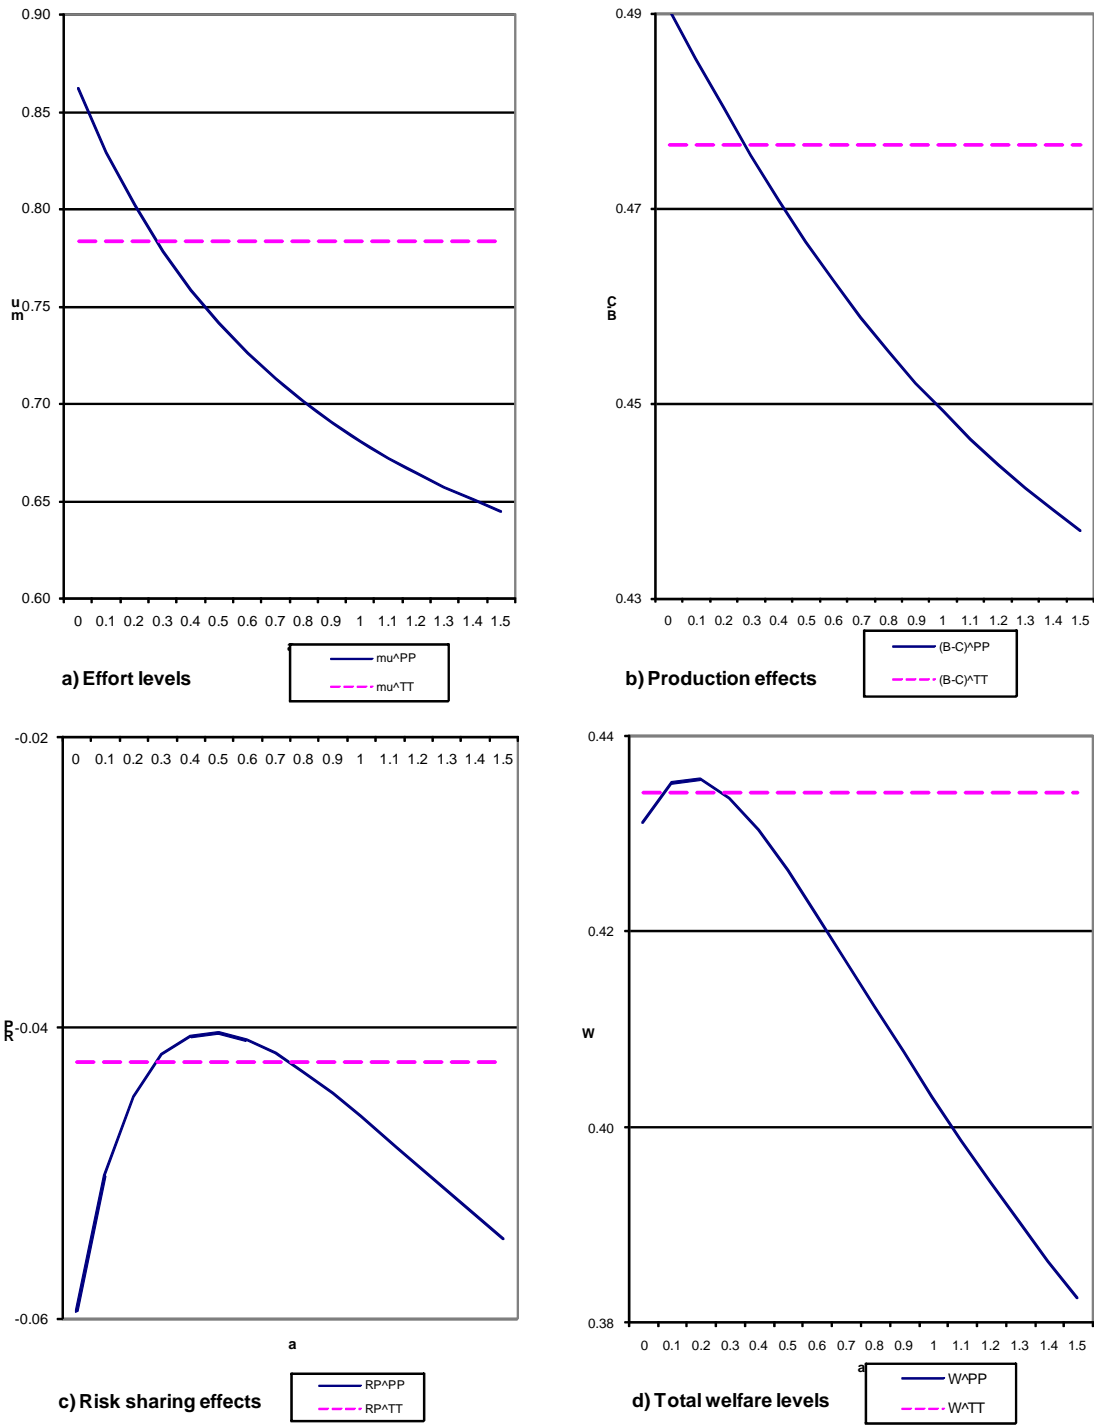 0.90
0.85
0.80
0.75
0.70
0.65
0.60
mu
0 0.1 0.2 0.3 0.4 0.5 0.6 0.7 0.8 0.9 1 1.1 1.2 1.3 1.4 1.5
a) Effort levels
mu^PP
mu^TT
0.49
0.47
0.45
0.43
BC
0 0.1 0.2 0.3 0.4 0.5 0.6 0.7 0.8 0.9 1 1.1 1.2 1.3 1.4 1.5
b) Production effects
(B-C)^PP
(B-C)^TT
-0.02
-0.04
-0.06
RP
0 0.1 0.2 0.3 0.4 0.5 0.6 0.7 0.8 0.9 1 1.1 1.2 1.3 1.4 1.5
a
c) Risk sharing effects
RP^PP
RP^TT
0.44
0.42
0.40
0.38
W
0 0.1 0.2 0.3 0.4 0.5 0.6 0.7 0.8 0.9 1 1.1 1.2 1.3 1.4 1.5
a
d) Total welfare levels
W^PP
W^TT